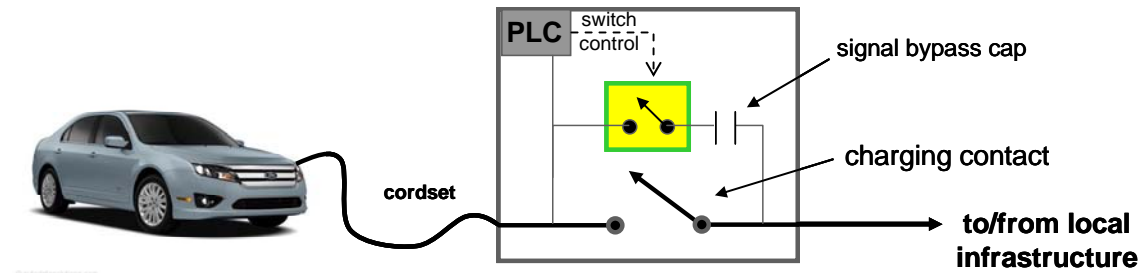 PLC
switch
control
signal bypass cap
charging contact
cordset
to/from local
infrastructure